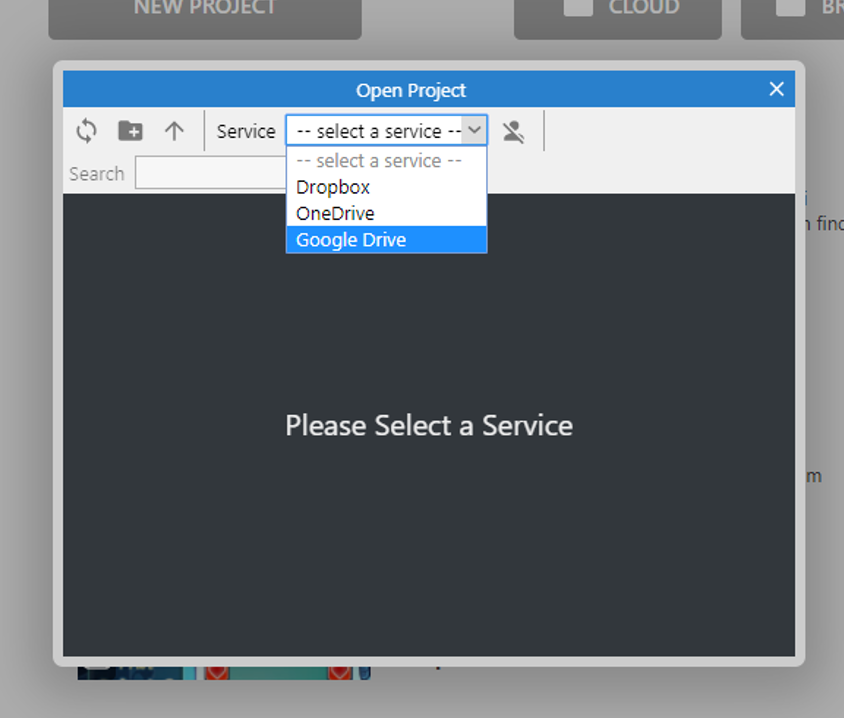 NEW PROJECT
CLOUD
BR
Open Project
Service
-- select a service --
Search
-- select a service --
Dropbox
OneDrive
Google Drive
find
Please Select a Service
m